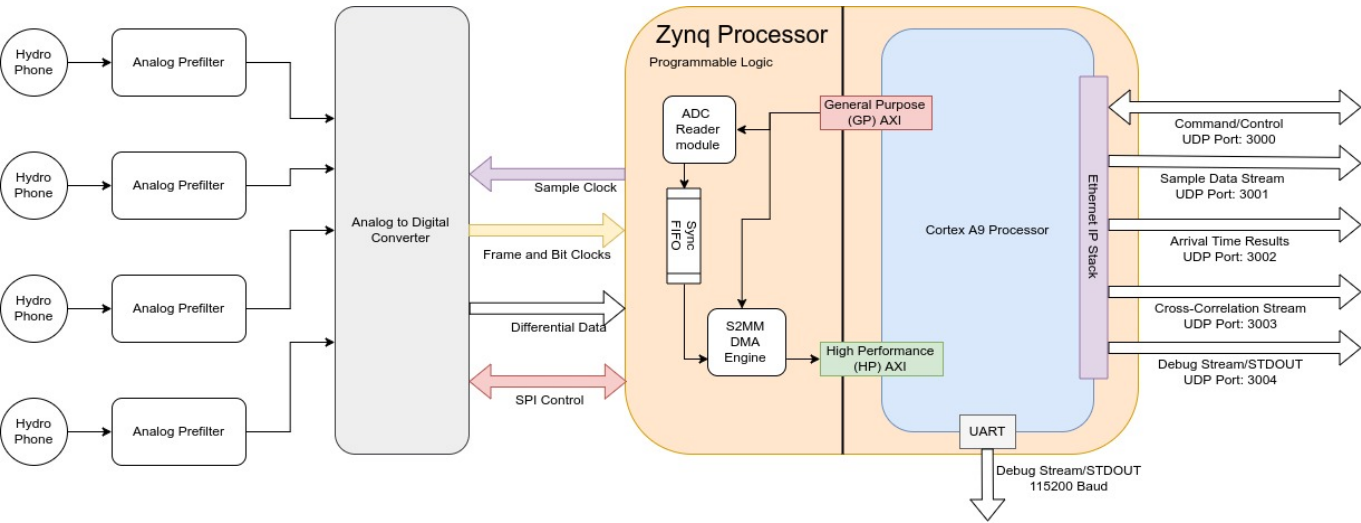 Hydro
Phone
Analog Prefilter
Hydro
Phone
Analog Prefilter
Hydro
Phone
Analog Prefilter
Hydro
Phone
Analog Prefilter
Analog to Digital
Converter
Sample Clock
Frame and Bit Clocks
Differential Data
SPI Control
Zynq Processor
Programmable Logic
ADC
Reader
module
Sync
FIFO
S2MM
DMA
Engine
General Purpose
(GP) AXI
High Performance
(HP) AXI
Cortex A9 Processor
Ethernet IP Stack
UART
Debug Stream/STDOUT
115200 Baud
Command/Control
UDP Port: 3000
Sample Data Stream
UDP Port: 3001
Arrival Time Results
UDP Port: 3002
Cross-Correlation Stream
UDP Port: 3003
Debug Stream/STDOUT
UDP Port: 3004